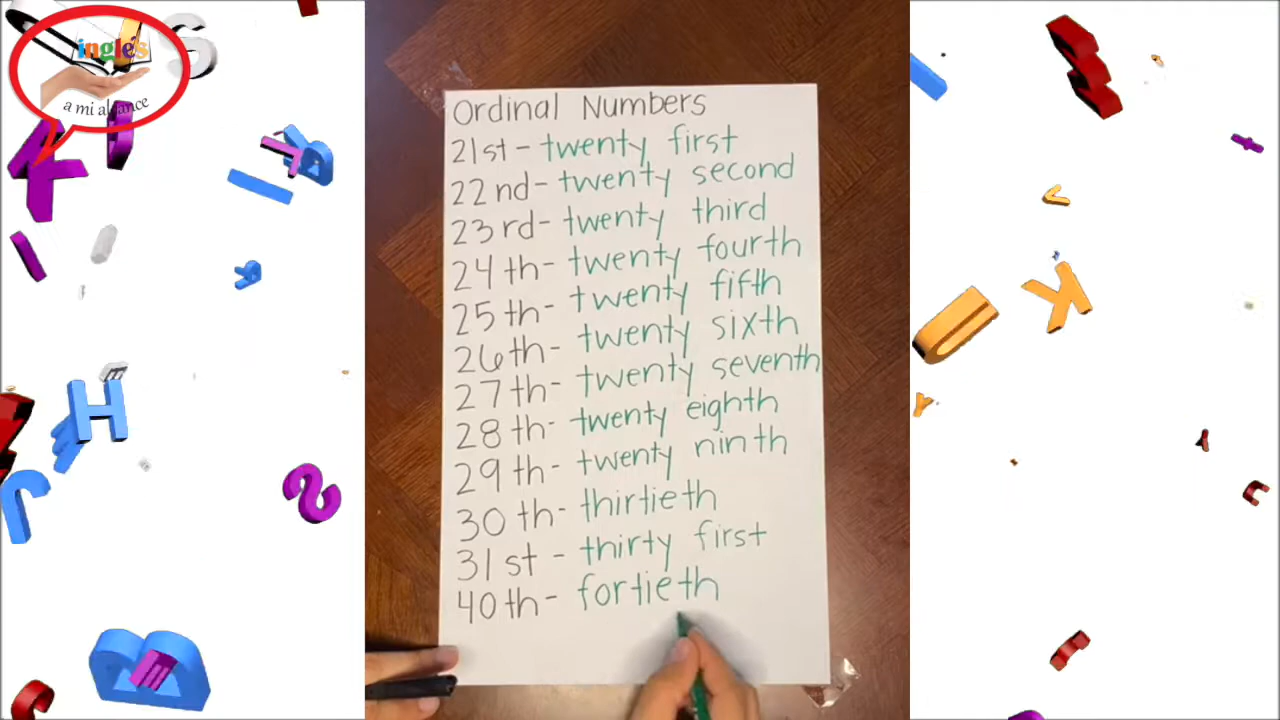 inglés
a mi alcance
Ordinal Numbers
21st - twenty first
22nd - twenty second
23rd - twenty third
24th - twenty fourth
25th - twenty fifth
26th - twenty sixth
27th - twenty seventh
28th - twenty eighth
29th - twenty ninth
30th - thirtieth
31st - thirty first
40th - fortieth